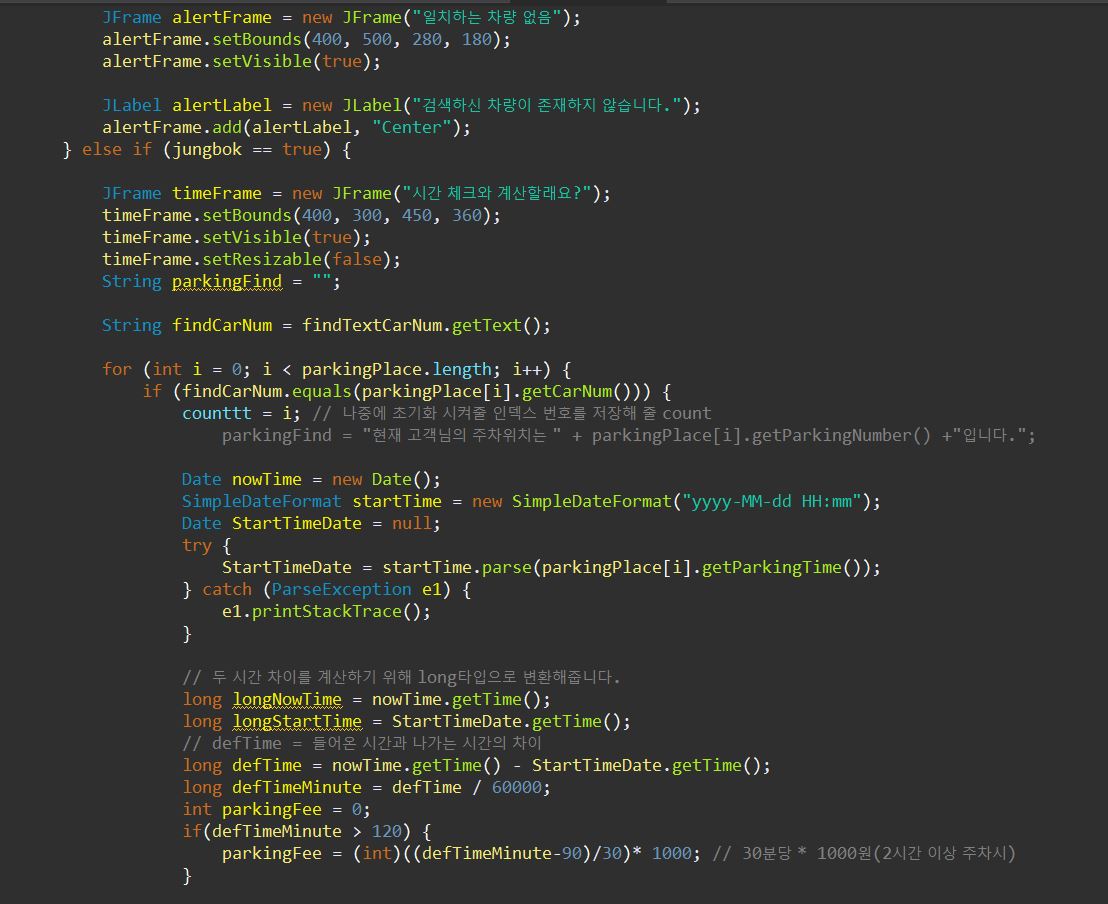 JFrame alertFrame = new JFrame("일치하는 차량 없음");
alertFrame.setBounds(400, 500, 280, 180);
alertFrame.setVisible(true);
JLabel alertLabel = new JLabel("검색하신 차량이 존재하지 않습니다.");
alertFrame.add(alertLabel, "Center");
} else if (jungbok == true) {
JFrame timeFrame = new JFrame("시간 체크와 계산할래요?");
timeFrame.setBounds(400, 300, 450, 360);
timeFrame.setVisible(true);
timeFrame.setResizable(false);
String parkingFind = "";
String findCarNum = findTextCarNum.getText();
for (int i = 0; i < parkingPlace.length; i++) {
if (findCarNum.equals(parkingPlace[i].getCarNum())) {
counttt = i; // 나중에 초기화 시켜줄 인덱스 번호를 저장해 줄 count
parkingFind = "현재 고객님의 주차위치는 " + parkingPlace[i].getParkingNumber() +"입니다.";
Date nowTime = new Date();
SimpleDateFormat startTime = new SimpleDateFormat("yyyy-MM-dd HH:mm");
Date StartTimeDate = null;
try {
StartTimeDate = startTime.parse(parkingPlace[i].getParkingTime());
} catch (ParseException e1) {
e1.printStackTrace();
}
// 두 시간 차이를 계산하기 위해 long타입으로 변환해줍니다.
long longNowTime = nowTime.getTime();
long longStartTime = StartTimeDate.getTime();
// defTime = 들어온 시간과 나가는 시간의 차이
long defTime = nowTime.getTime() - StartTimeDate.getTime();
long defTimeMinute = defTime / 60000;
int parkingFee = 0;
if(defTimeMinute > 120) {
parkingFee = (int)((defTimeMinute-90)/30)* 1000; // 30분당 * 1000원(2시간 이상 주차시)
}